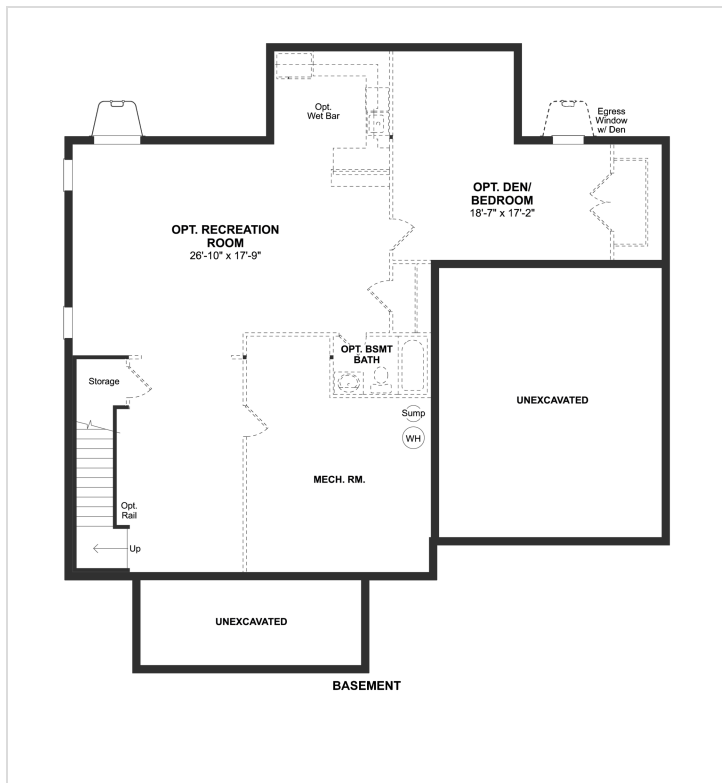 Opt.
Wet Bar
Egress
Window
w/ Den
OPT. DEN/
BEDROOM
18'-7" x 17'-2"
OPT. RECREATION
ROOM
26'-10" x 17'-9"
OPT. BSMT
BATH
Storage
UNEXCAVATED
Sump
WH
MECH. RM.
Opt.
Rail
Up
UNEXCAVATED
BASEMENT